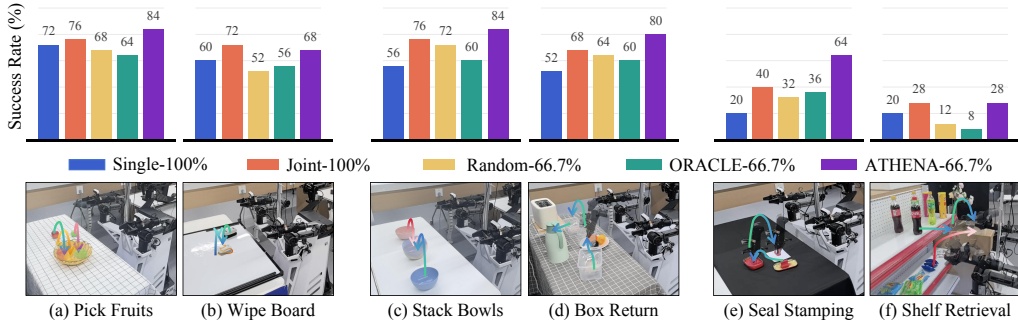 Success Rate (%)
72 76 68 64 84
60 72 52 56 68
56 76 72 60 84
52 68 64 60 80
20 40 32 36 64
20 28 12 8 28
Single-100% Joint-100% Random-66.7% ORACLE-66.7% ATHENA-66.7%
(a) Pick Fruits (b) Wipe Board (c) Stack Bowls (d) Box Return (e) Seal Stamping (f) Shelf Retrieval